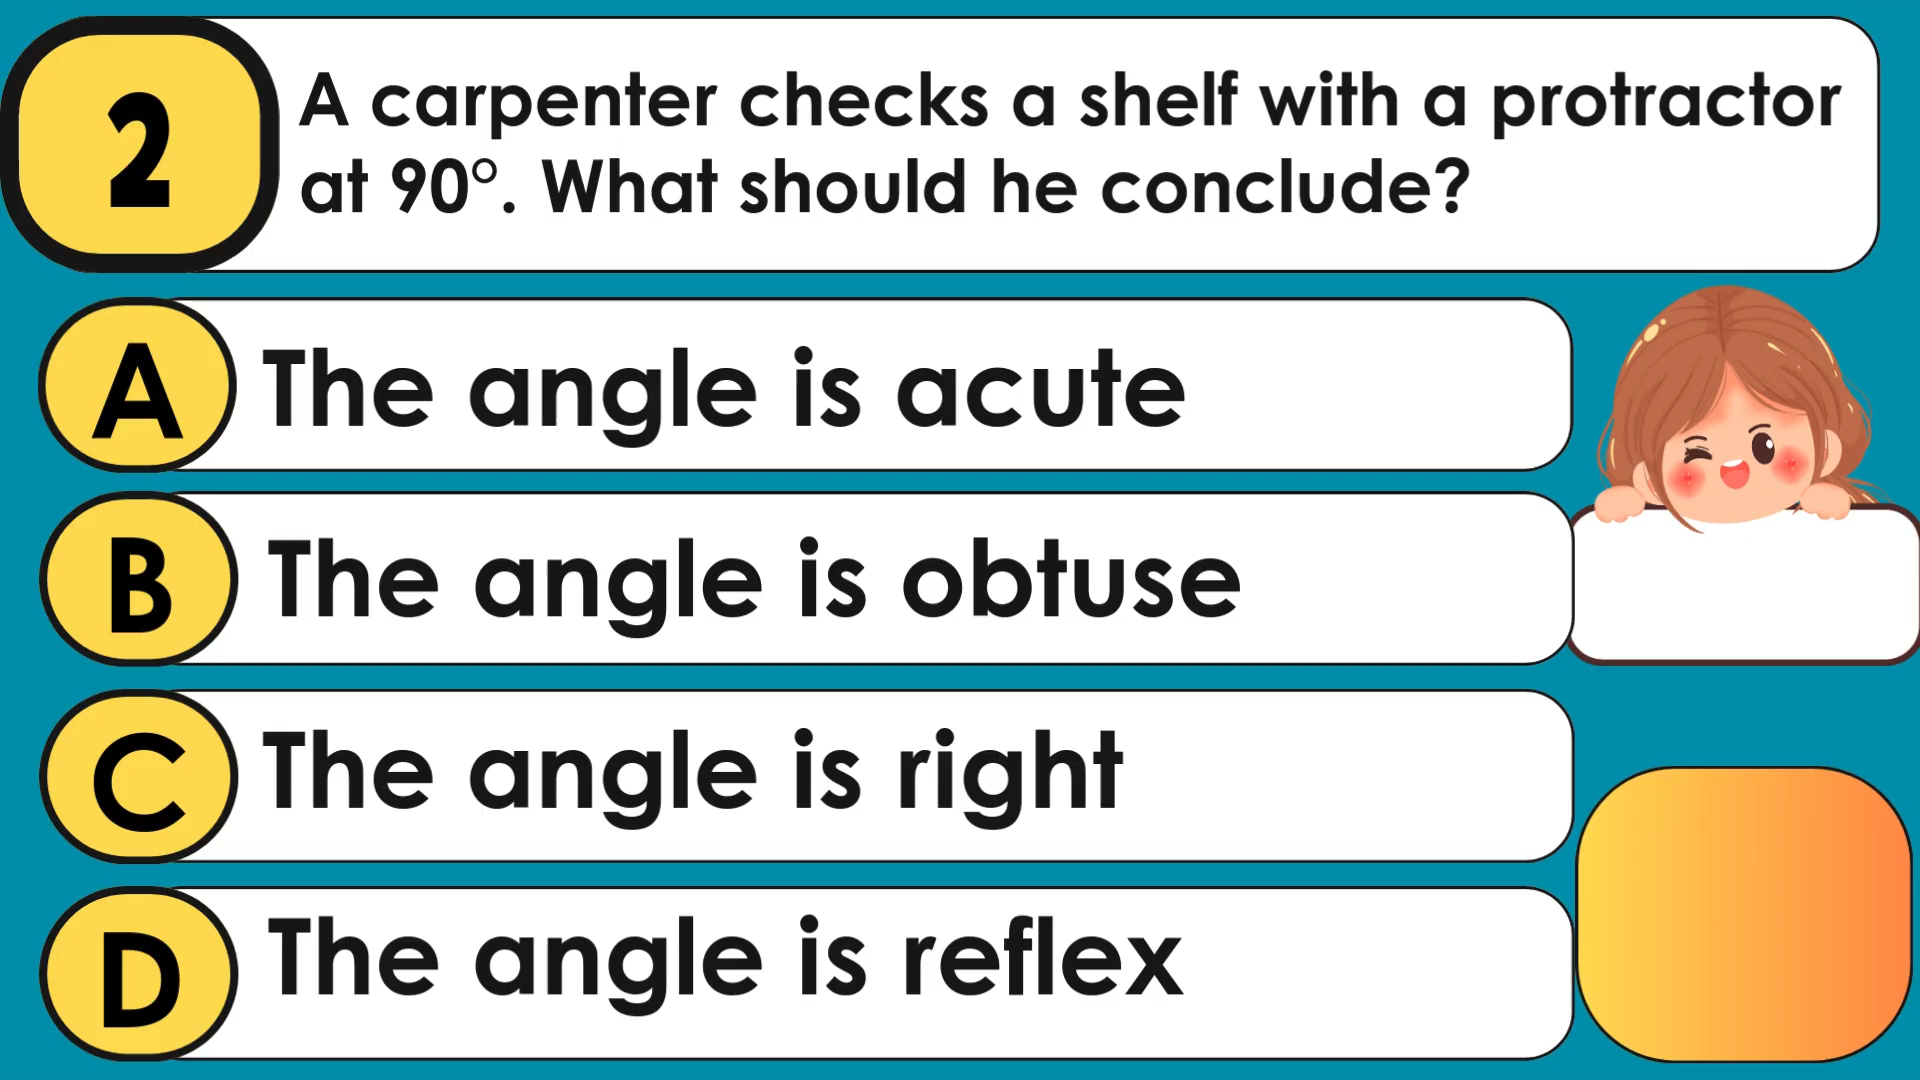 2
A carpenter checks a shelf with a protractor
at 90°. What should he conclude?
A
The angle is acute
B
The angle is obtuse
C
The angle is right
D
The angle is reflex